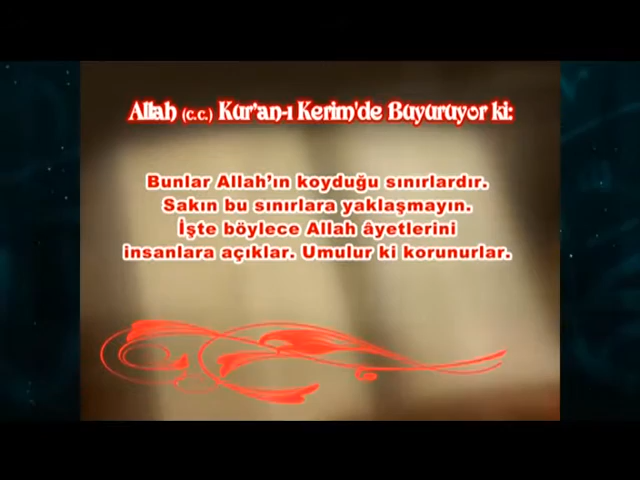 Allah (C.C.) Kur'an-ı Kerim'de Buyuruyor ki:
Bunlar Allah'ın koyduğu sınırlardır.
Sakın bu sınırlara yaklaşmayın.
İşte böylece Allah âyetlerini
insanlara açıklar. Umulur ki korunurlar.